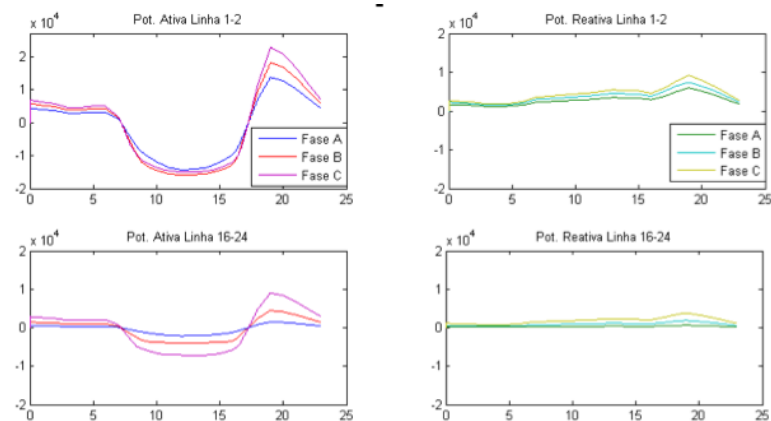 Pot. Ativa Linha 1-2
x 10^4
2
1
0
-1
-2
0 5 10 15 20 25
Fase A
Fase B
Fase C
Pot. Reativa Linha 1-2
x 10^4
2
1
0
-1
-2
0 5 10 15 20 25
Fase A
Fase B
Fase C
Pot. Ativa Linha 16-24
x 10^4
2
1
0
-1
-2
0 5 10 15 20 25
Pot. Reativa Linha 16-24
x 10^4
2
1
0
-1
-2
0 5 10 15 20 25